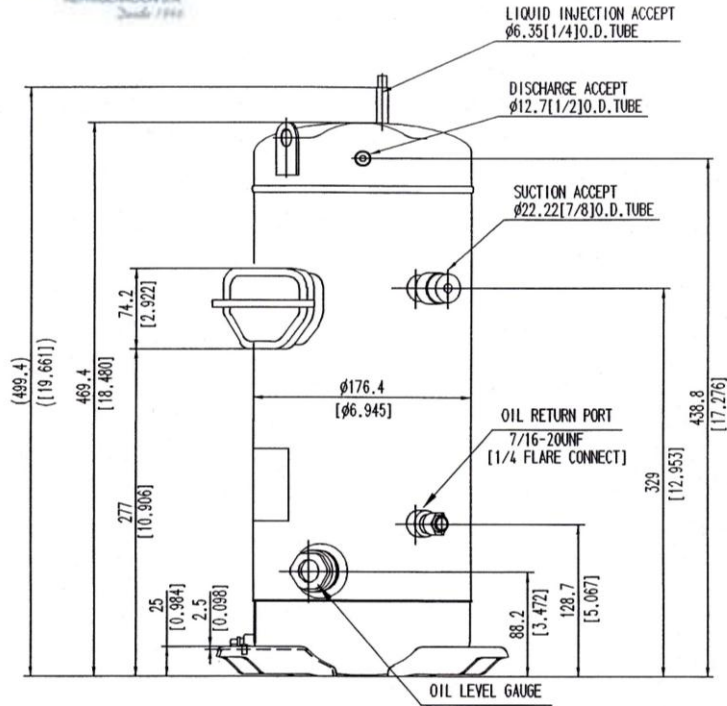 Desde 1966
LIQUID INJECTION ACCEPT
ø6.35[1/4]O.D.TUBE
DISCHARGE ACCEPT
ø12.7[1/2]O.D.TUBE
SUCTION ACCEPT
ø22.22[7/8]O.D.TUBE
74.2
[2.922]
(499.4)
([19.661])
469.4
[18.480]
ø176.4
[ø6.945]
438.8
[17.276]
OIL RETURN PORT
7/16-20UNF
[1/4 FLARE CONNECT]
329
[12.953]
277
[10.906]
25
[0.984]
2.5
[0.098]
88.2
[3.472]
128.7
[5.067]
OIL LEVEL GAUGE